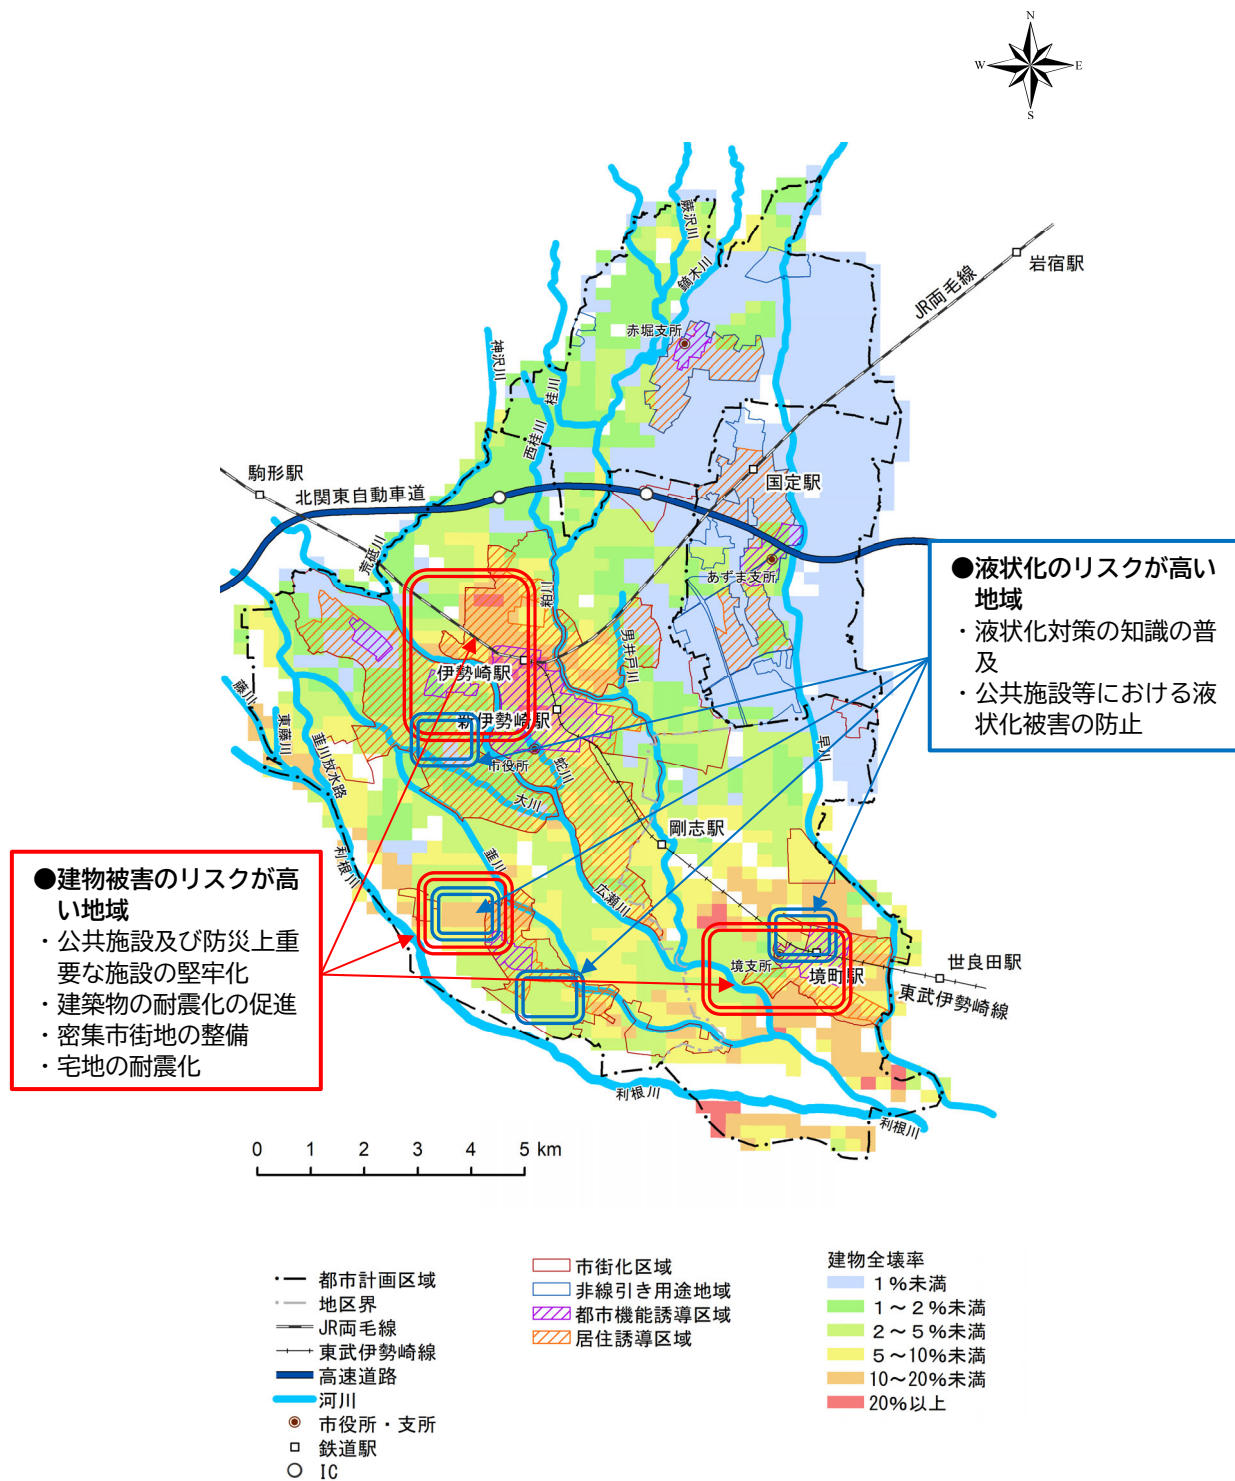 N
W
E
S
蕨沢川
鏑木川
岩宿駅
JR両毛線
赤堀支所
神沢川
桂川
西桂川
駒形駅
北関東自動車道
国定駅
荒砥川
粕川
あずま支所
男井戸川
伊勢崎駅
新伊勢崎駅
市役所
蛇川
大川
藤川
東藤川
韮川放水路
利根川
韮川
広瀬川
剛志駅
早川
境支所
境町駅
世良田駅
東武伊勢崎線
利根川
利根川
●液状化のリスクが高い
地域
・液状化対策の知識の普
及
・公共施設等における液
状化被害の防止
●建物被害のリスクが高
い地域
・公共施設及び防災上重
要な施設の堅牢化
・建築物の耐震化の促進
・密集市街地の整備
・宅地の耐震化
0 1 2 3 4 5 km
都市計画区域
地区界
JR両毛線
東武伊勢崎線
高速道路
河川
市役所・支所
鉄道駅
IC
市街化区域
非線引き用途地域
都市機能誘導区域
居住誘導区域
建物全壊率
1%未満
1～2%未満
2～5%未満
5～10%未満
10～20%未満
20%以上